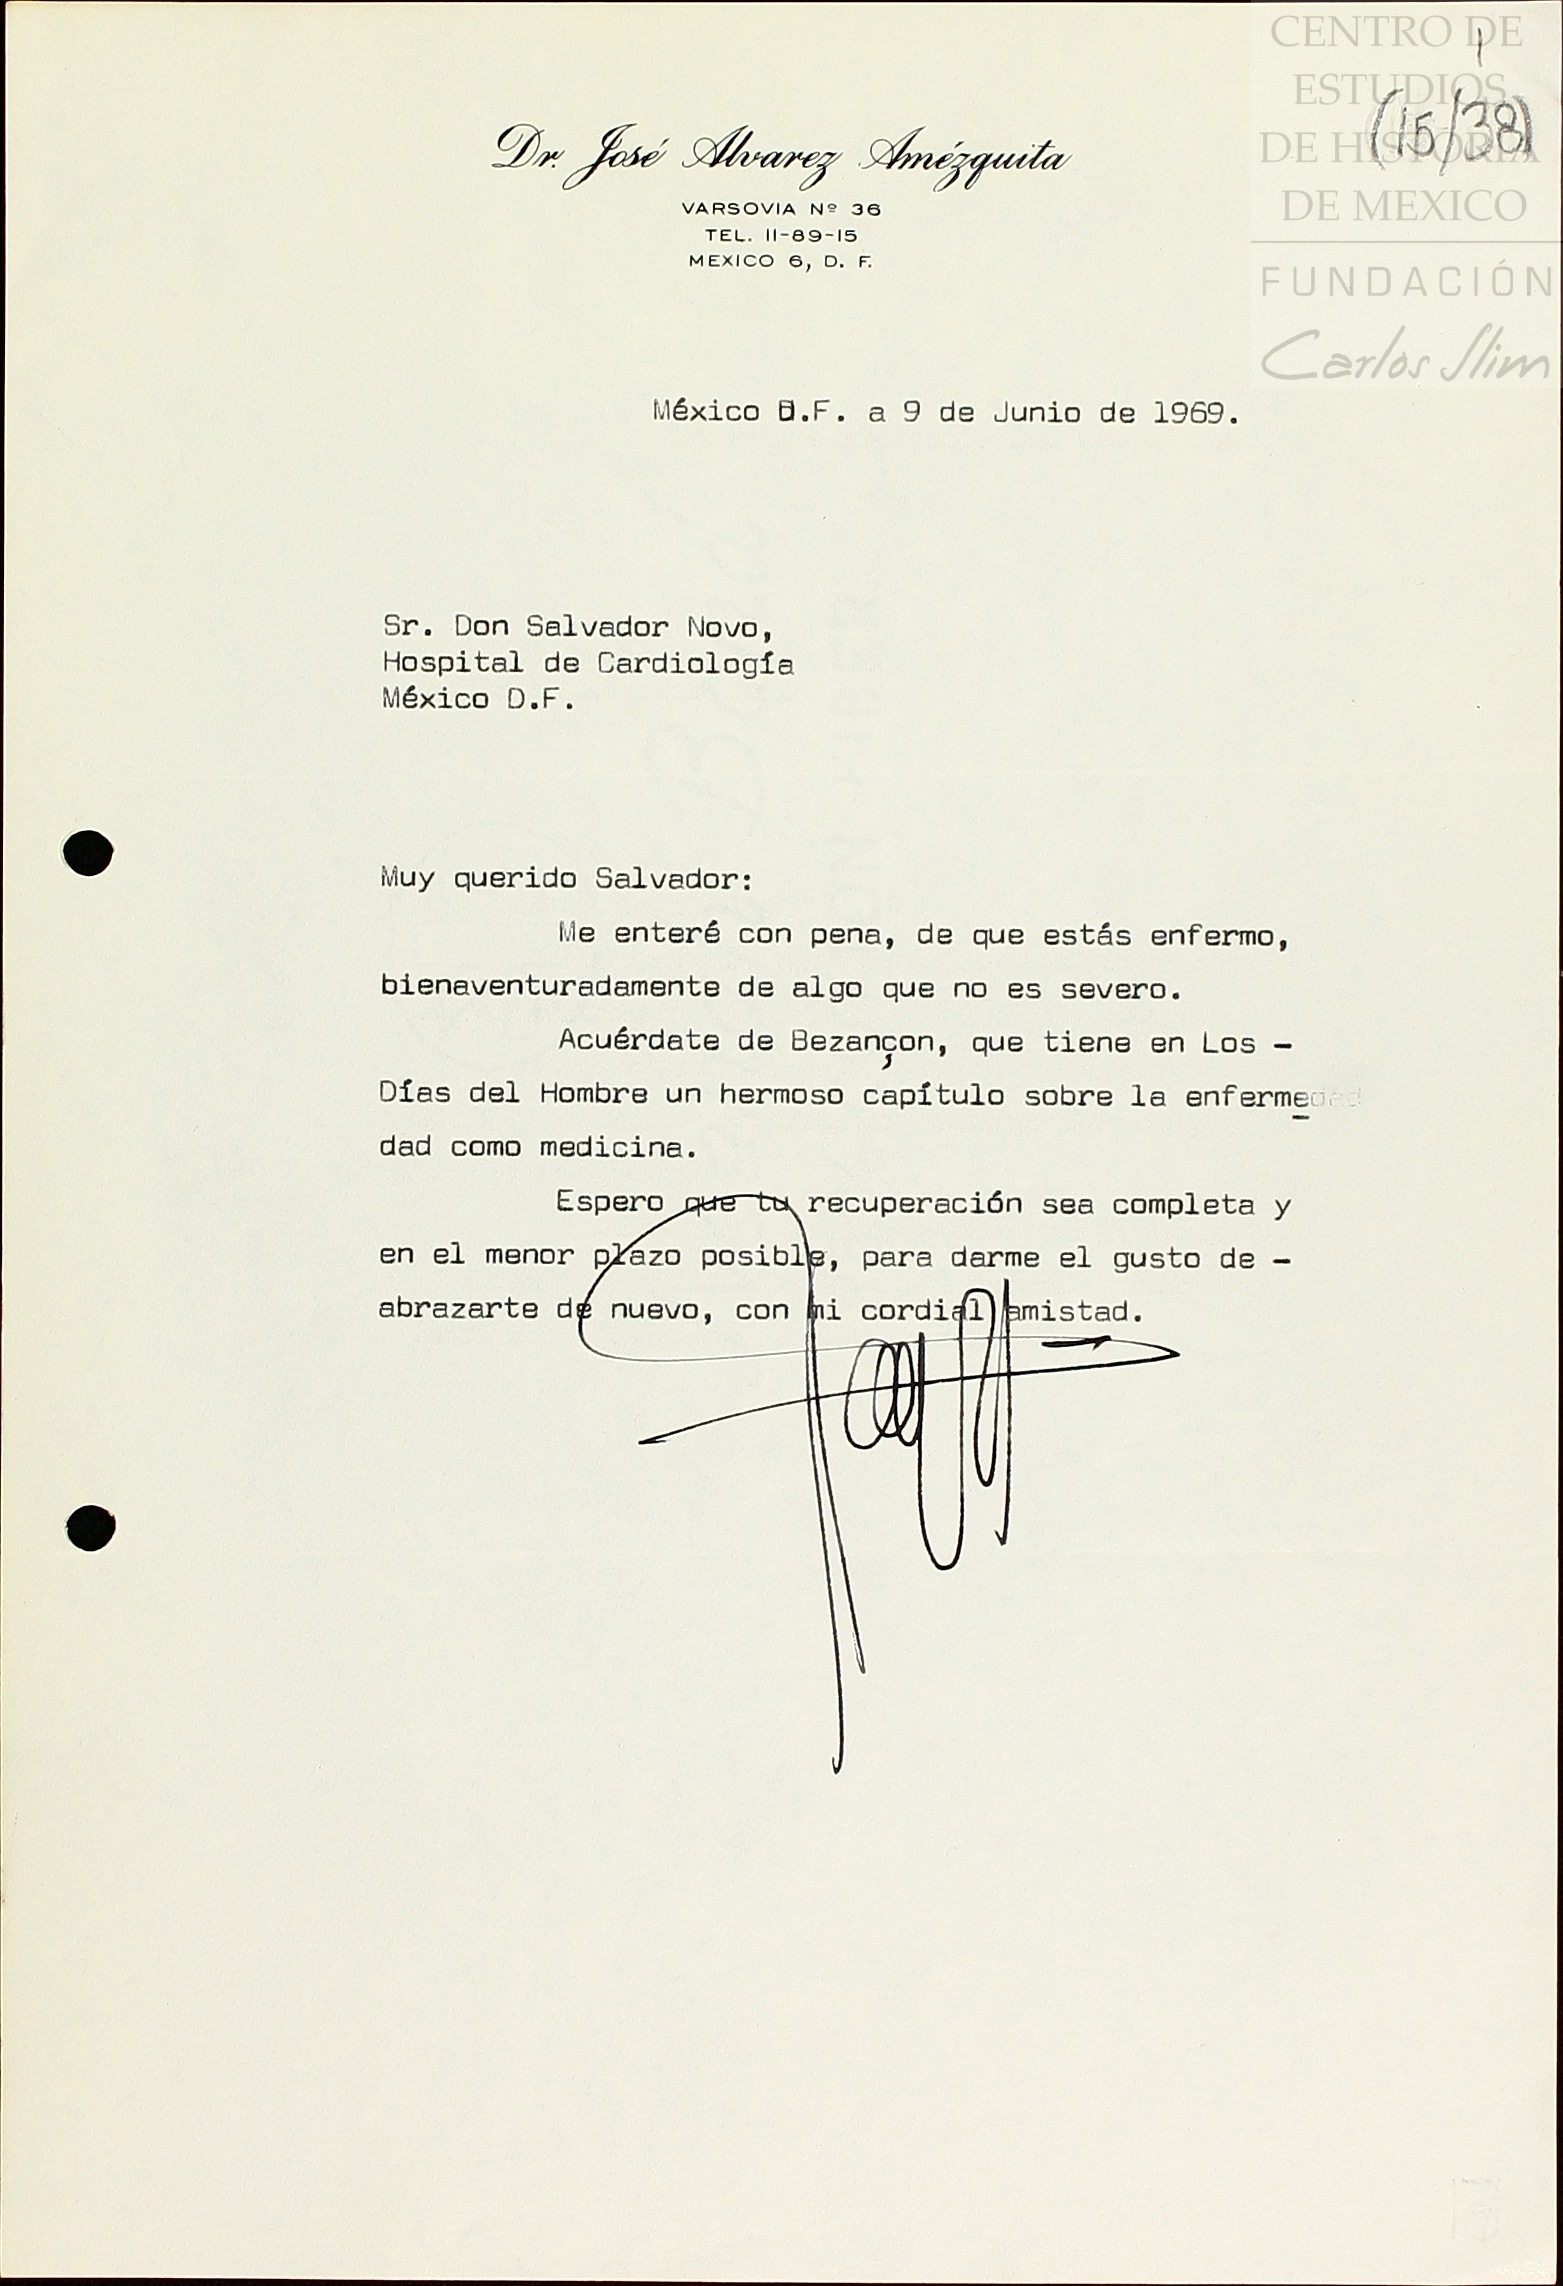 CENTRO DE
ESTUDIOS
DE HISTORIA
DE MEXICO
FUNDACIÓN
Carlos Slim
(15/38)
Dr. José Alvarez Amézquita
VARSOVIA Nº 36
TEL. 11-89-15
MEXICO 6, D. F.
México D.F. a 9 de Junio de 1969.
Sr. Don Salvador Novo,
Hospital de Cardiología
México D.F.
Muy querido Salvador:
Me enteré con pena, de que estás enfermo,
bienaventuradamente de algo que no es severo.
Acuérdate de Bezançon, que tiene en Los -
Días del Hombre un hermoso capítulo sobre la enfermedad
dad como medicina.
Espero que tu recuperación sea completa y
en el menor plazo posible, para darme el gusto de -
abrazarte de nuevo, con mi cordial amistad.